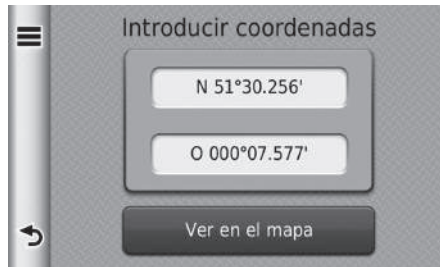 Introducir coordenadas
N 51°30.256'
O 000°07.577'
Ver en el mapa